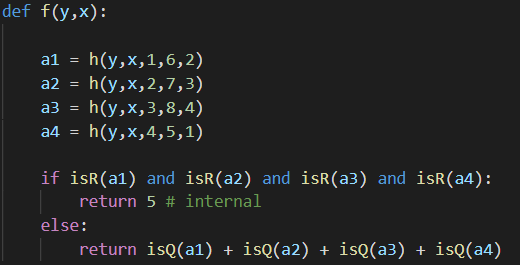 def f(y,x):
a1 = h(y,x,1,6,2)
a2 = h(y,x,2,7,3)
a3 = h(y,x,3,8,4)
a4 = h(y,x,4,5,1)
if isR(a1) and isR(a2) and isR(a3) and isR(a4):
return 5 # internal
else:
return isQ(a1) + isQ(a2) + isQ(a3) + isQ(a4)